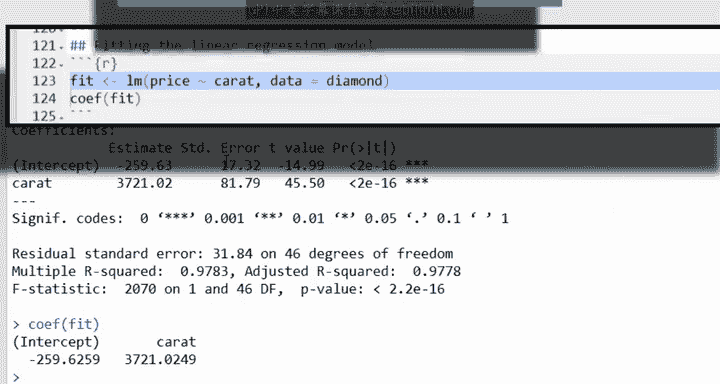 121 ## Fitting the linear regression model
122 ```{r}
123 fit <- lm(price ~ carat, data = diamond)
124 coef(fit)
125 ```
Coefficients:
Estimate Std. Error t value Pr(>|t|)
(Intercept) -259.63 17.32 -14.99 <2e-16 ***
carat 3721.02 81.79 45.50 <2e-16 ***
---
Signif. codes: 0 ‘***’ 0.001 ‘**’ 0.01 ‘*’ 0.05 ‘.’ 0.1 ‘ ’ 1
Residual standard error: 31.84 on 46 degrees of freedom
Multiple R-squared: 0.9783, Adjusted R-squared: 0.9778
F-statistic: 2070 on 1 and 46 DF, p-value: < 2.2e-16
> coef(fit)
(Intercept) carat
-259.6259 3721.0249
>